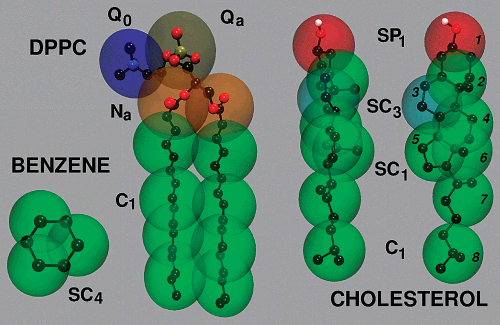 Q0 Qa
DPPC
Na
C1
BENZENE
SC4
SP1
SC3
SC1
C1
1
2
3
4
5
6
7
8
CHOLESTEROL